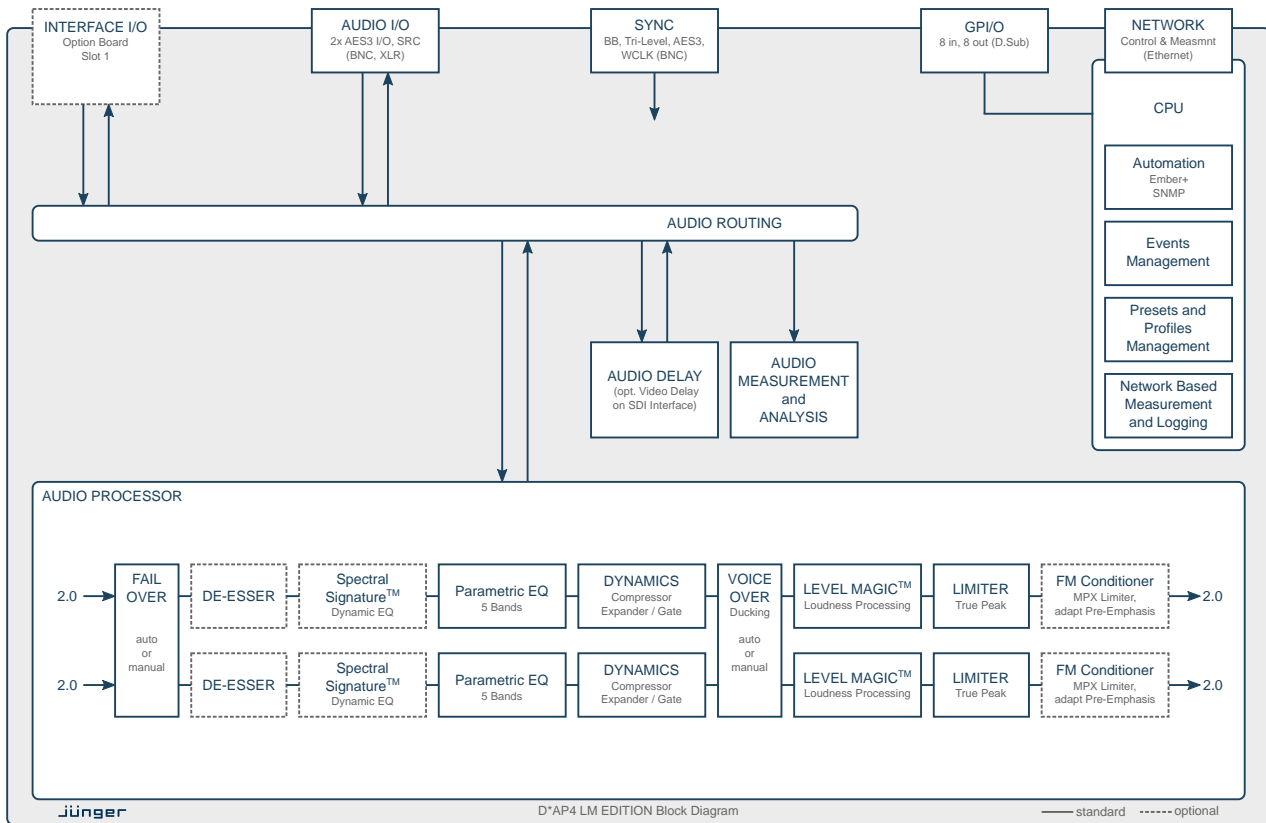 INTERFACE I/O
Option Board
Slot 1
AUDIO I/O
2x AES3 I/O, SRC
(BNC, XLR)
SYNC
BB, Tri-Level, AES3,
WCLK (BNC)
GPI/O
8 in, 8 out (D.Sub)
NETWORK
Control & Measmnt
(Ethernet)
CPU
Automation
Ember+
SNMP
Events
Management
Presets and
Profiles
Management
Network Based
Measurement
and Logging
AUDIO ROUTING
AUDIO DELAY
(opt. Video Delay
on SDI Interface)
AUDIO
MEASUREMENT
and
ANALYSIS
AUDIO PROCESSOR
2.0
2.0
FAIL
OVER
auto
or
manual
DE-ESSER
Spectral
Signature™
Dynamic EQ
Parametric EQ
5 Bands
DYNAMICS
Compressor
Expander / Gate
VOICE
OVER
Ducking
auto
or
manual
LEVEL MAGIC™
Loudness Processing
LIMITER
True Peak
FM Conditioner
MPX Limiter,
adapt Pre-Emphasis
2.0
DE-ESSER
Spectral
Signature™
Dynamic EQ
Parametric EQ
5 Bands
DYNAMICS
Compressor
Expander / Gate
LEVEL MAGIC™
Loudness Processing
LIMITER
True Peak
FM Conditioner
MPX Limiter,
adapt Pre-Emphasis
2.0
jünger
D*AP4 LM EDITION Block Diagram
standard
optional